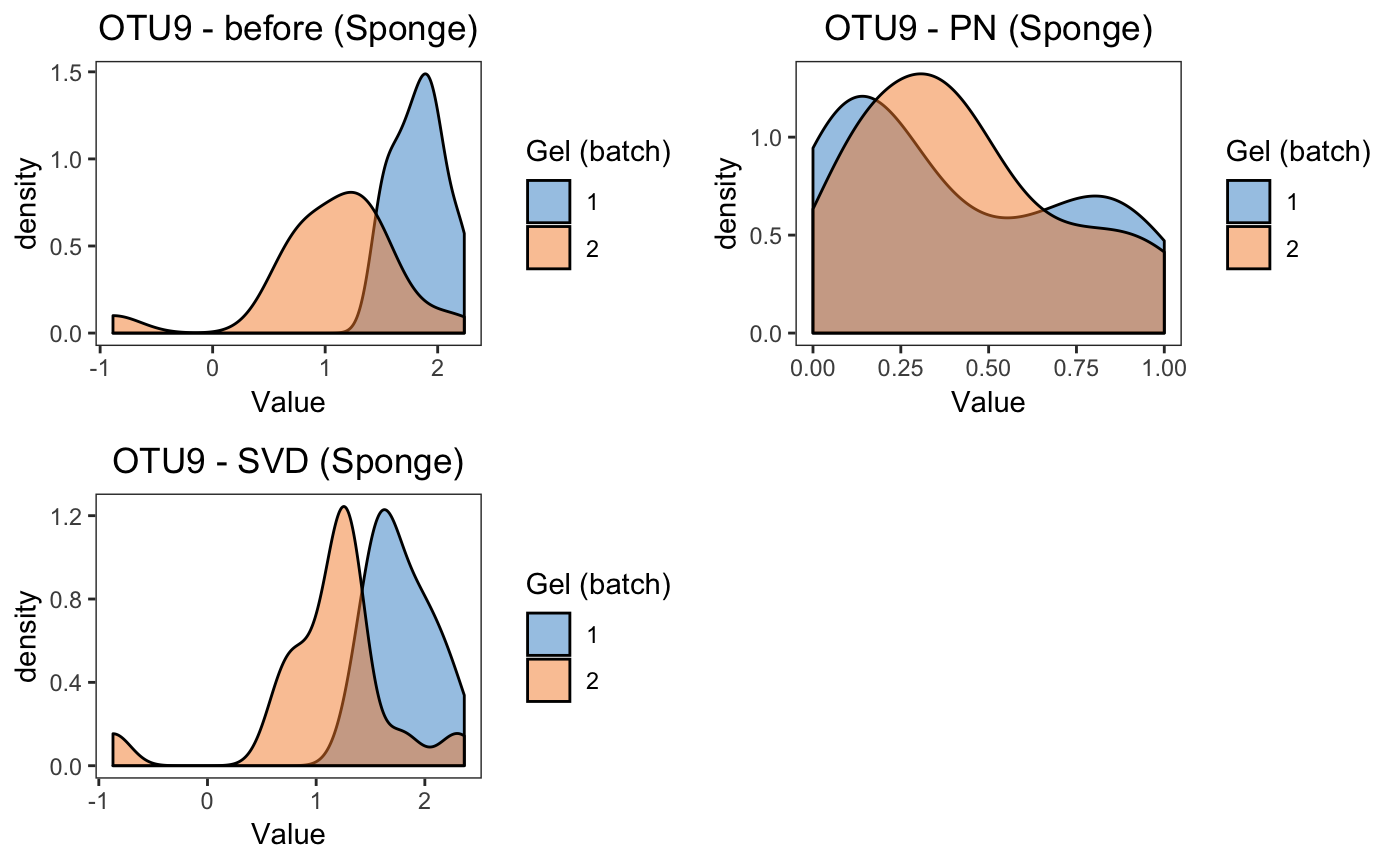 OTU9 - before (Sponge)
1.5
1.0
0.5
0.0
density
-1 0 1 2
Value
Gel (batch)
1
2
OTU9 - PN (Sponge)
1.0
0.5
0.0
density
0.00 0.25 0.50 0.75 1.00
Value
Gel (batch)
1
2
OTU9 - SVD (Sponge)
1.2
0.8
0.4
0.0
density
-1 0 1 2
Value
Gel (batch)
1
2